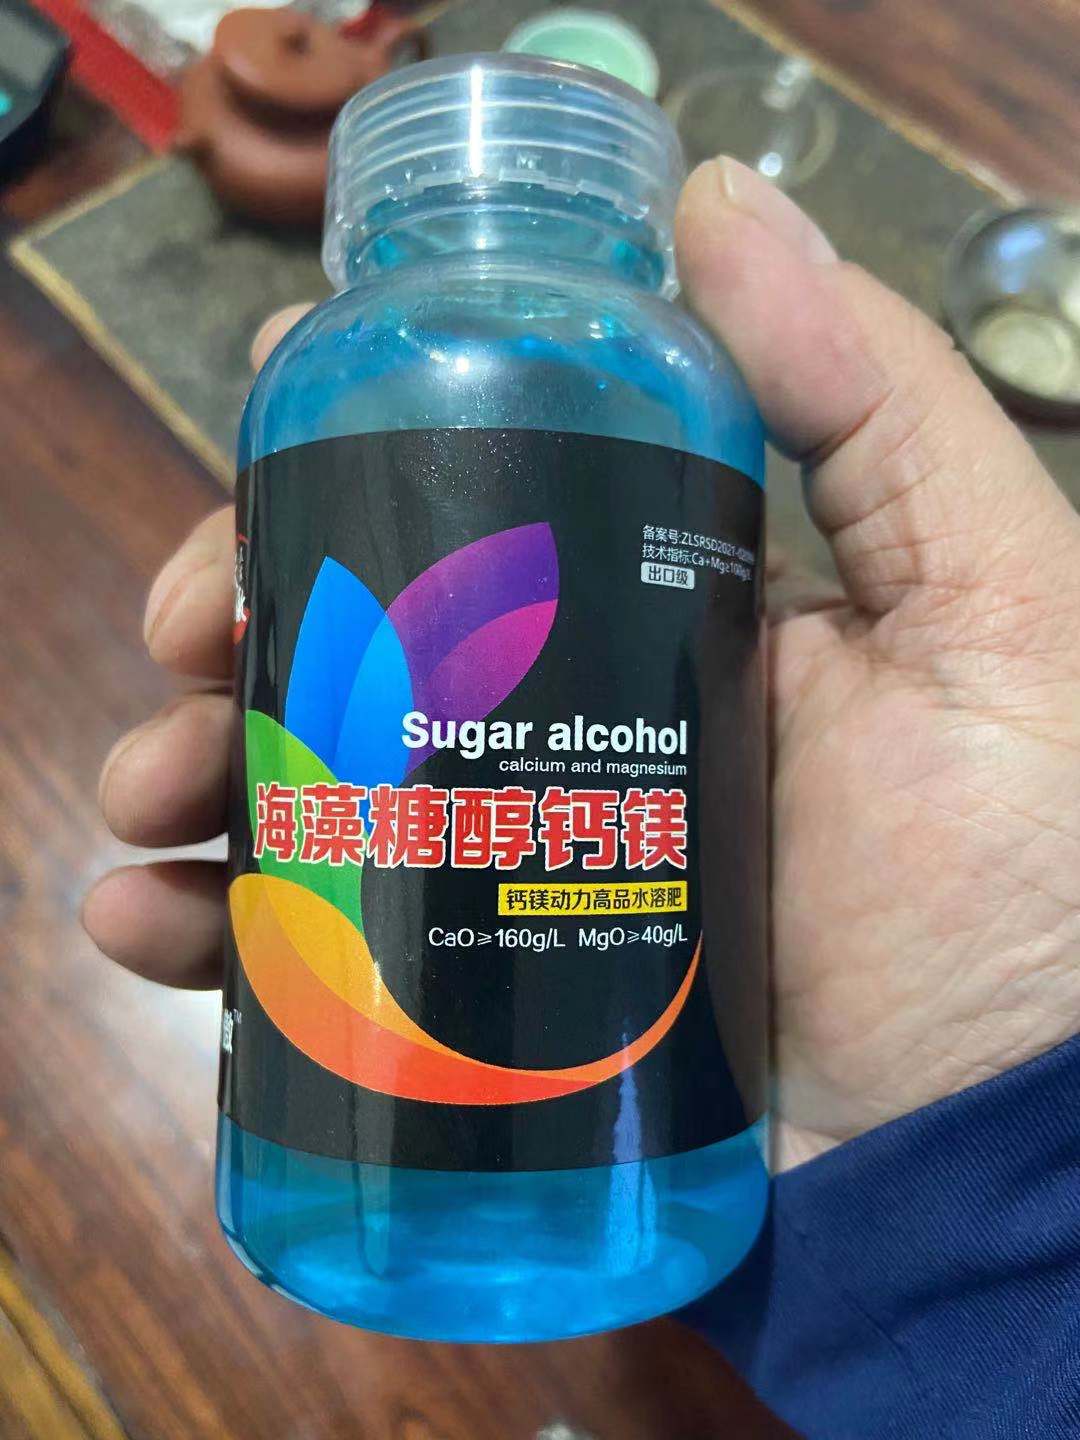 备案号:ZLSRSD2021-
技术指标:Ca+Mg≥100g/L
出口级
Sugar alcohol
calcium and magnesium
海藻糖醇钙镁
钙镁动力高品水溶肥
CaO≥160g/L MgO≥40g/L